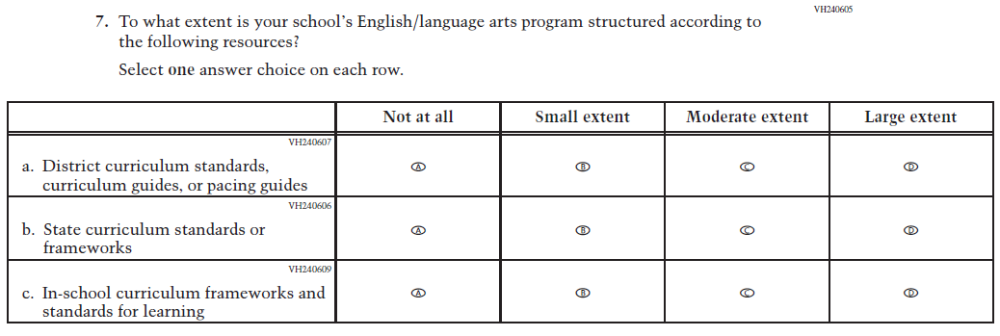 VH240605
7. To what extent is your school's English/language arts program structured according to
the following resources?
Select one answer choice on each row.
Not at all Small extent Moderate extent Large extent
VH240607
a. District curriculum standards,
curriculum guides, or pacing guides
A B C D
VH240606
b. State curriculum standards or
frameworks
A B C D
VH240609
c. In-school curriculum frameworks and
standards for learning
A B C D